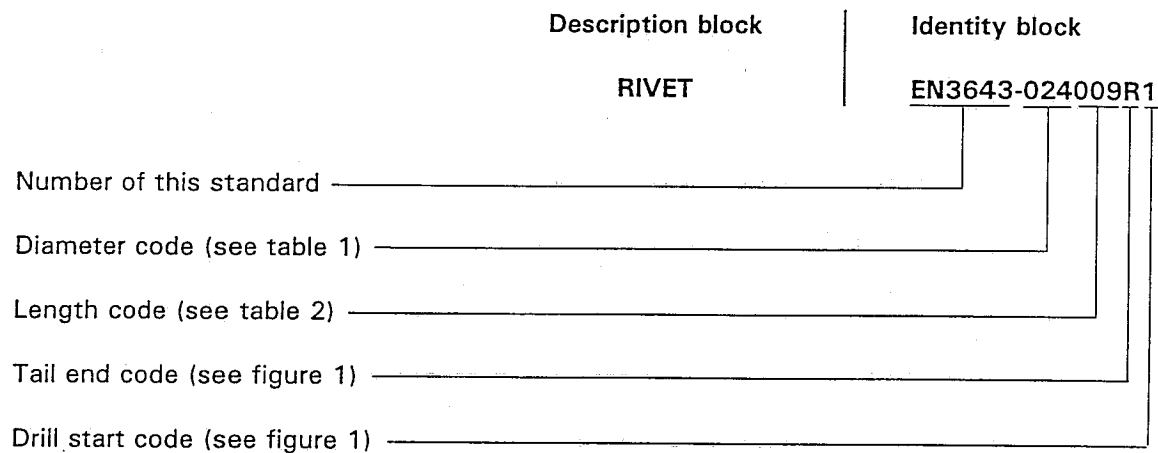 Description block Identity block
RIVET EN3643-024009R1
Number of this standard
Diameter code (see table 1)
Length code (see table 2)
Tail end code (see figure 1)
Drill start code (see figure 1)